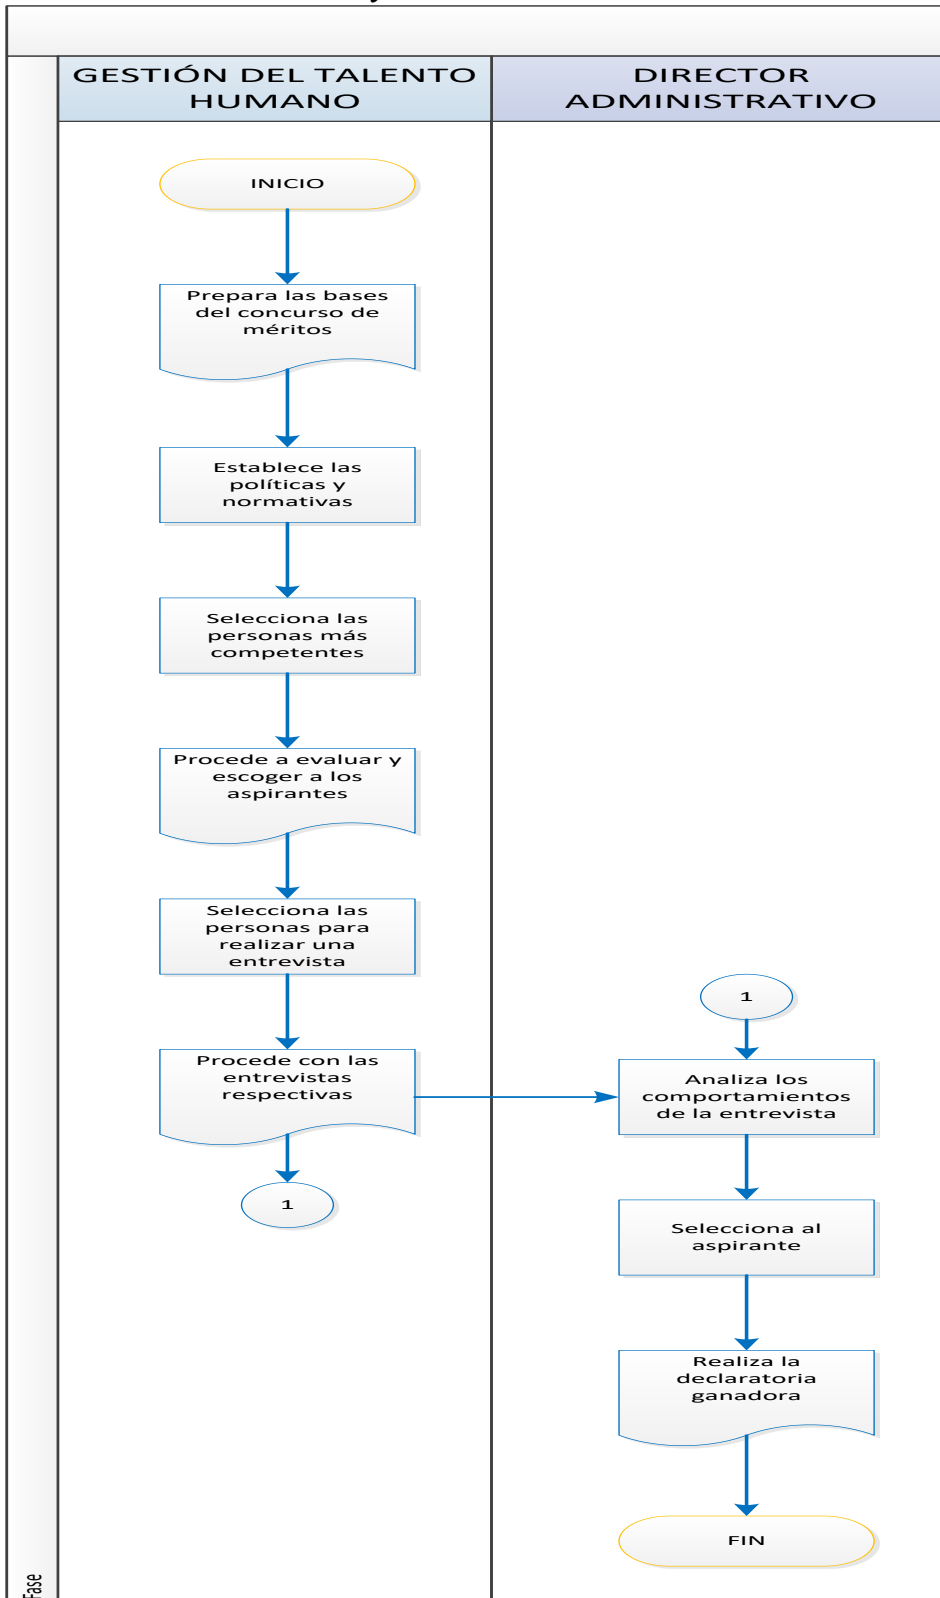 GESTIÓN DEL TALENTO
HUMANO
DIRECTOR
ADMINISTRATIVO
INICIO
Prepara las bases
del concurso de
méritos
Establece las
políticas y
normativas
Selecciona las
personas más
competentes
Procede a evaluar y
escoger a los
aspirantes
Selecciona las
personas para
realizar una
entrevista
Procede con las
entrevistas
respectivas
1
1
Analiza los
comportamientos
de la entrevista
Selecciona al
aspirante
Realiza la
declaratoria
ganadora
FIN
Fase